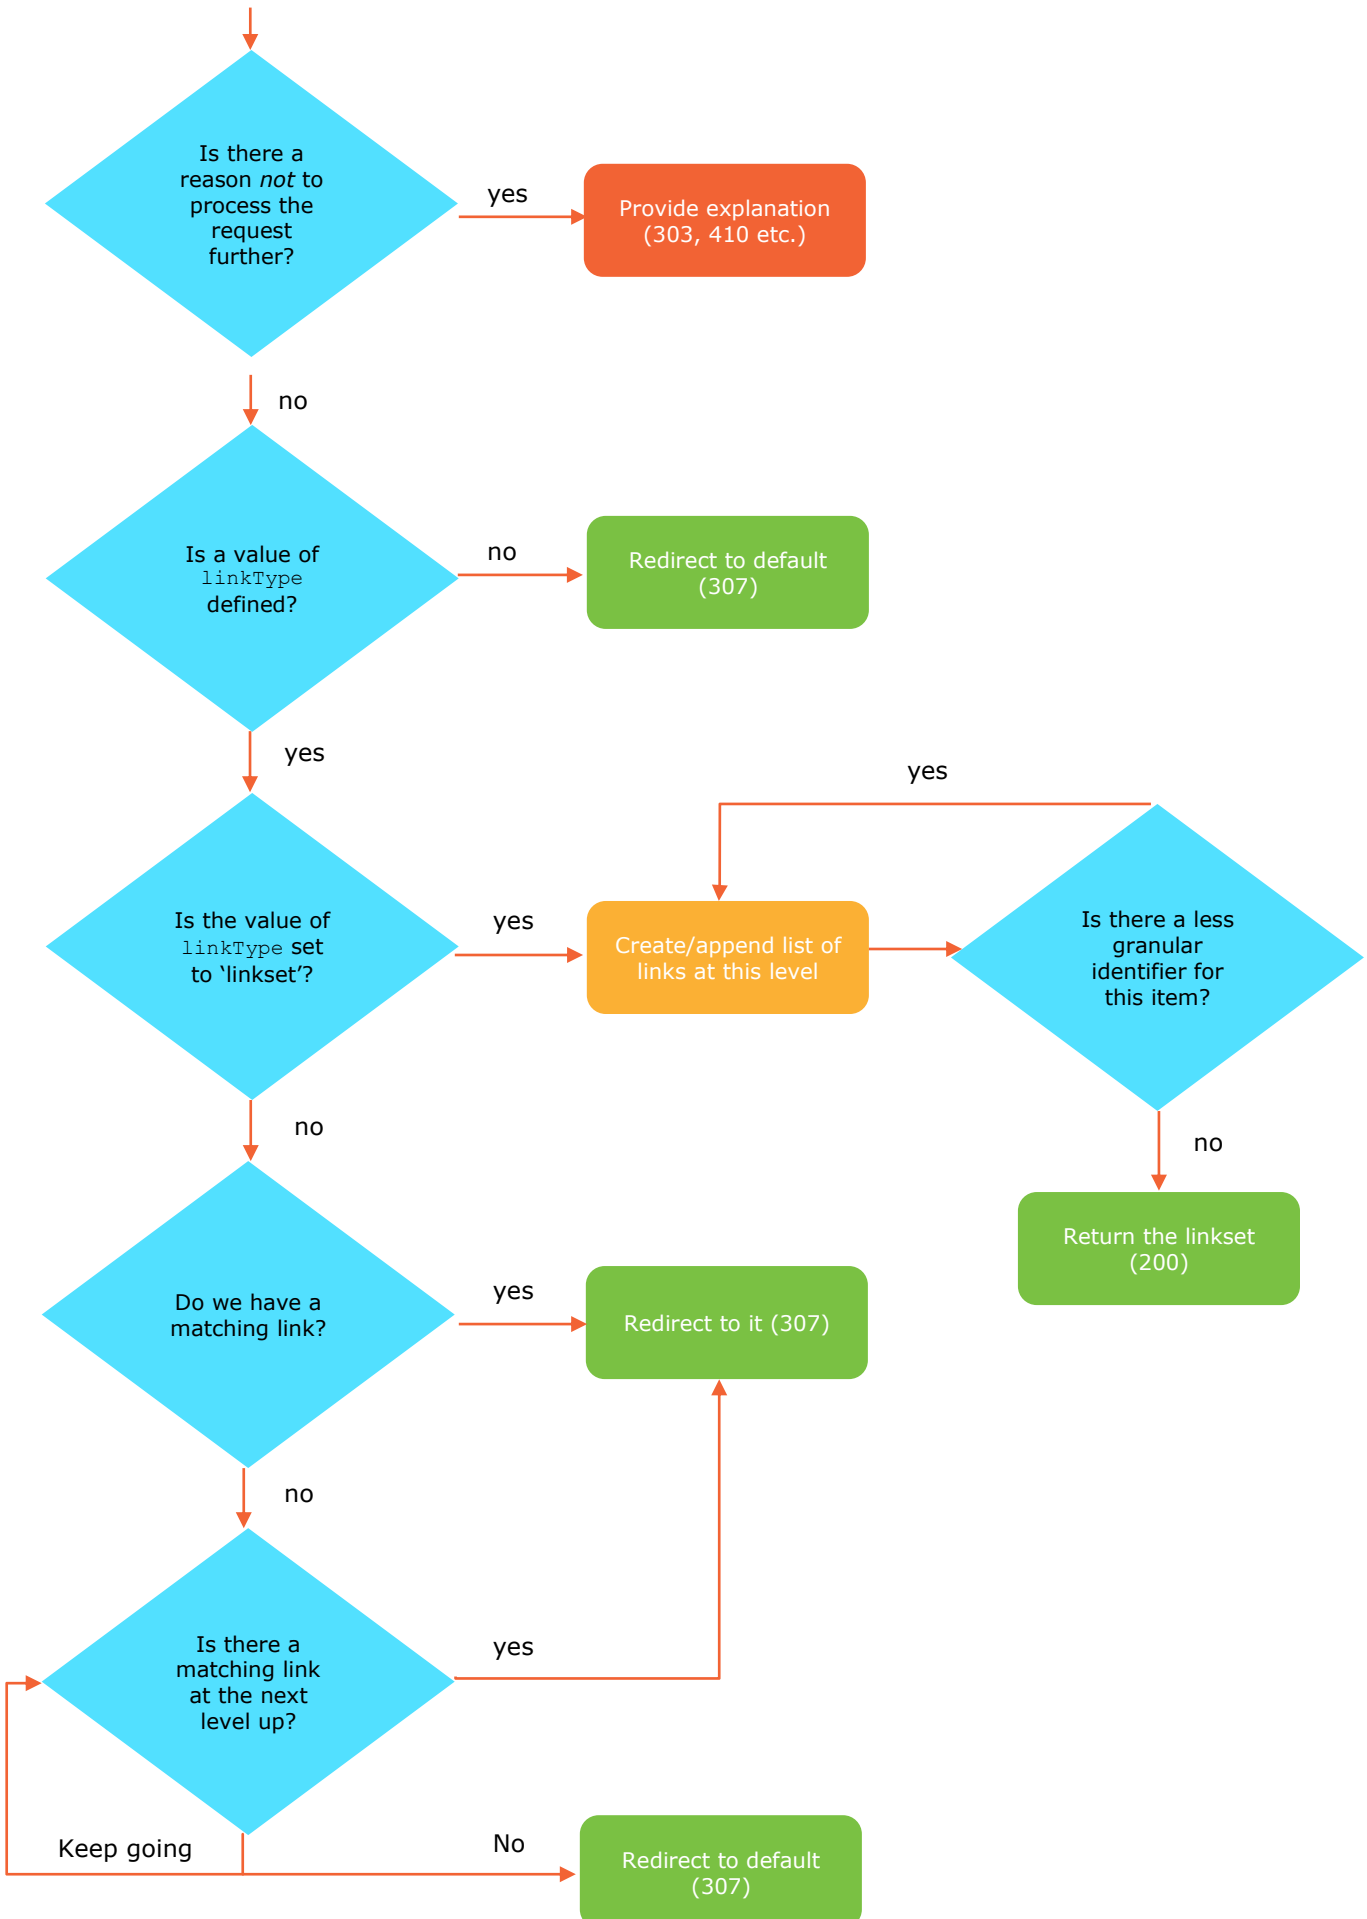 Is there a
reason not to
process the
request
further?
yes
Provide explanation
(303, 410 etc.)
no
Is a value of
linkType
defined?
no
Redirect to default
(307)
yes
Is the value of
linkType set
to ‘linkset’?
yes
Create/append list of
links at this level
yes
Is there a less
granular
identifier for
this item?
no
Return the linkset
(200)
no
Do we have a
matching link?
yes
Redirect to it (307)
no
Is there a
matching link
at the next
level up?
yes
Keep going
No
Redirect to default
(307)